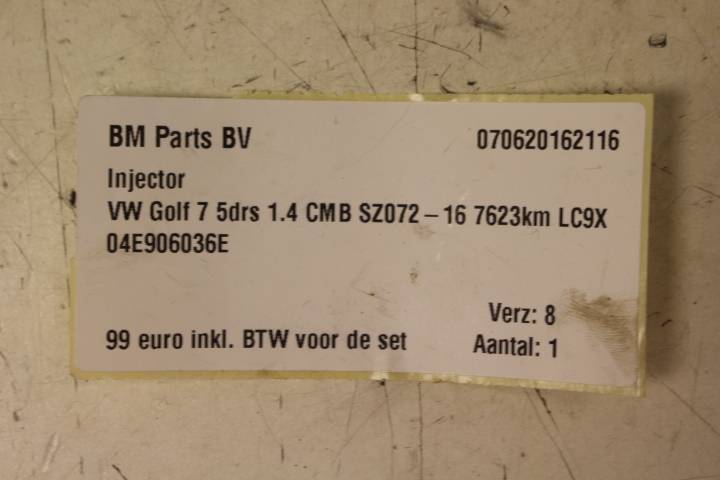 BM Parts BV 070620162116
Injector
VW Golf 7 5drs 1.4 CMB SZ072-16 7623km LC9X
04E906036E
Verz: 8
99 euro inkl. BTW voor de set Aantal: 1